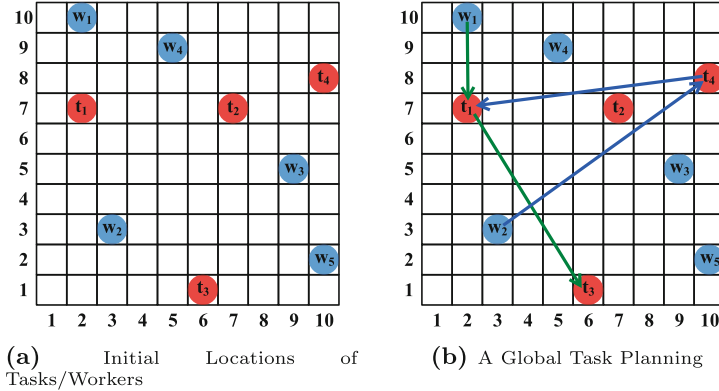 10 w1 10 w1
9 w4 9 w4
8 t4 8 t4
7 t1 t2 7 t1 t2
6 6
5 w3 5 w3
4 4
3 w2 3 w2
2 w5 2 w5
1 t3 1 t3
1 2 3 4 5 6 7 8 9 10 1 2 3 4 5 6 7 8 9 10
(a) Initial Locations of (b) A Global Task Planning
Tasks/Workers